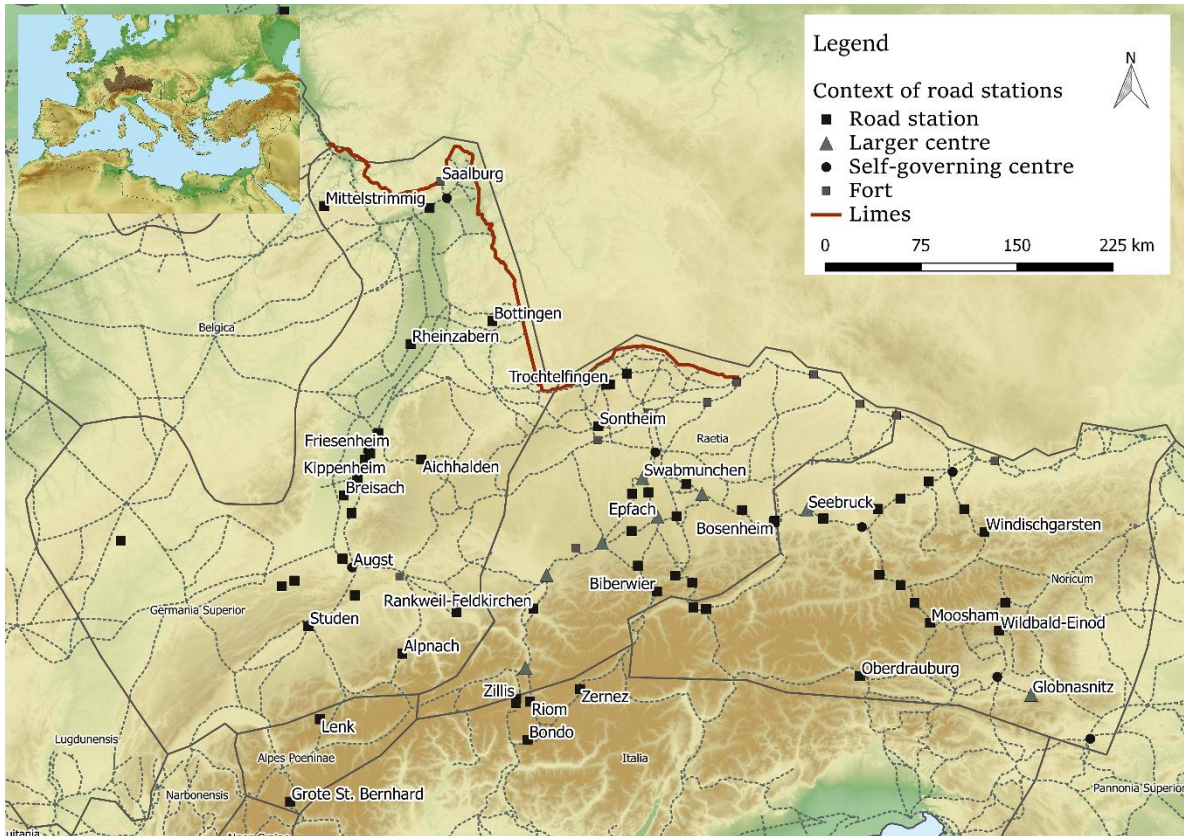 Legend
N
Context of road stations
Road station
Larger centre
Self-governing centre
Fort
Limes
0 75 150 225 km
Saalburg
Mittelstrimmig
Bottingen
Belgica
Rheinzabern
Trochtelfingen
Sontheim
Raetia
Friesenheim
Kippenheim
Aichhalden
Breisach
Swabmunchen
Epfach
Seebruck
Bosenheim
Windischgarsten
Augst
Biberwier
Noricum
Rankweil-Feldkirchen
Germania Superior
Studen
Moosham
Wildbald-Einod
Alpnach
Oberdrauburg
Zillis
Zernez
Globnasnitz
Riom
Lenk
Bondo
Lugdunensis
Alpes Poeninae
Italia
Narbonensis
Pannonia Superior
Grote St. Bernhard